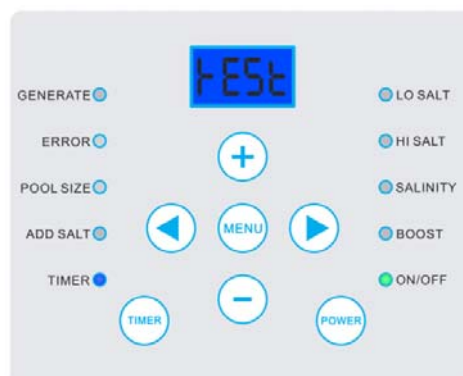 tESt
GENERATE
LO SALT
ERROR
HI SALT
+
POOL SIZE
SALINITY
ADD SALT
MENU
BOOST
TIMER
−
ON/OFF
TIMER
POWER